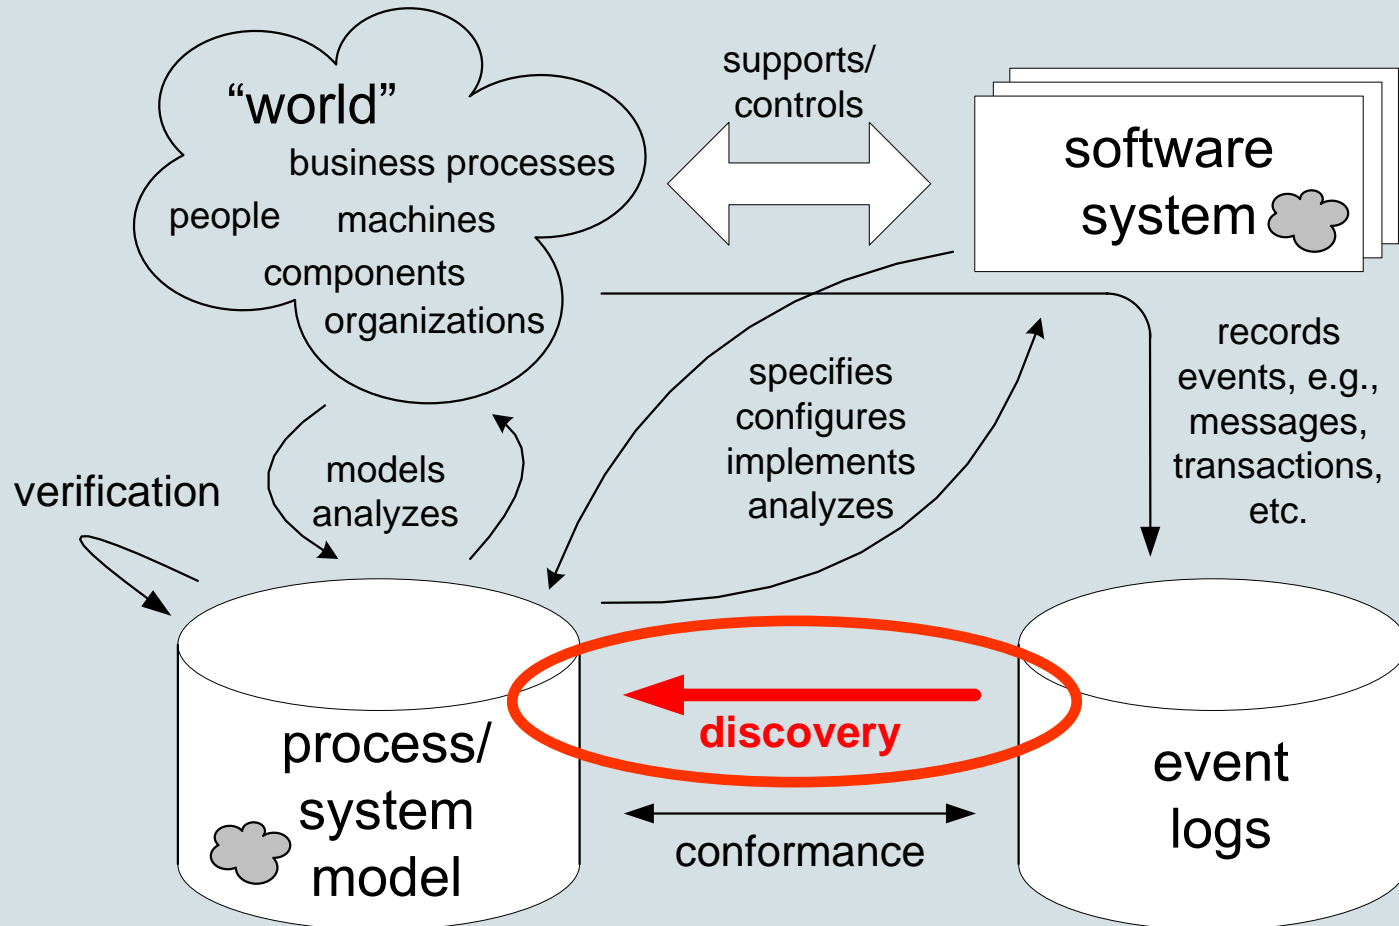 “world”
business processes
people
machines
components
organizations
supports/
controls
software
system
records
events, e.g.,
messages,
transactions,
etc.
specifies
configures
implements
analyzes
models
analyzes
verification
discovery
conformance
process/
system
model
event
logs